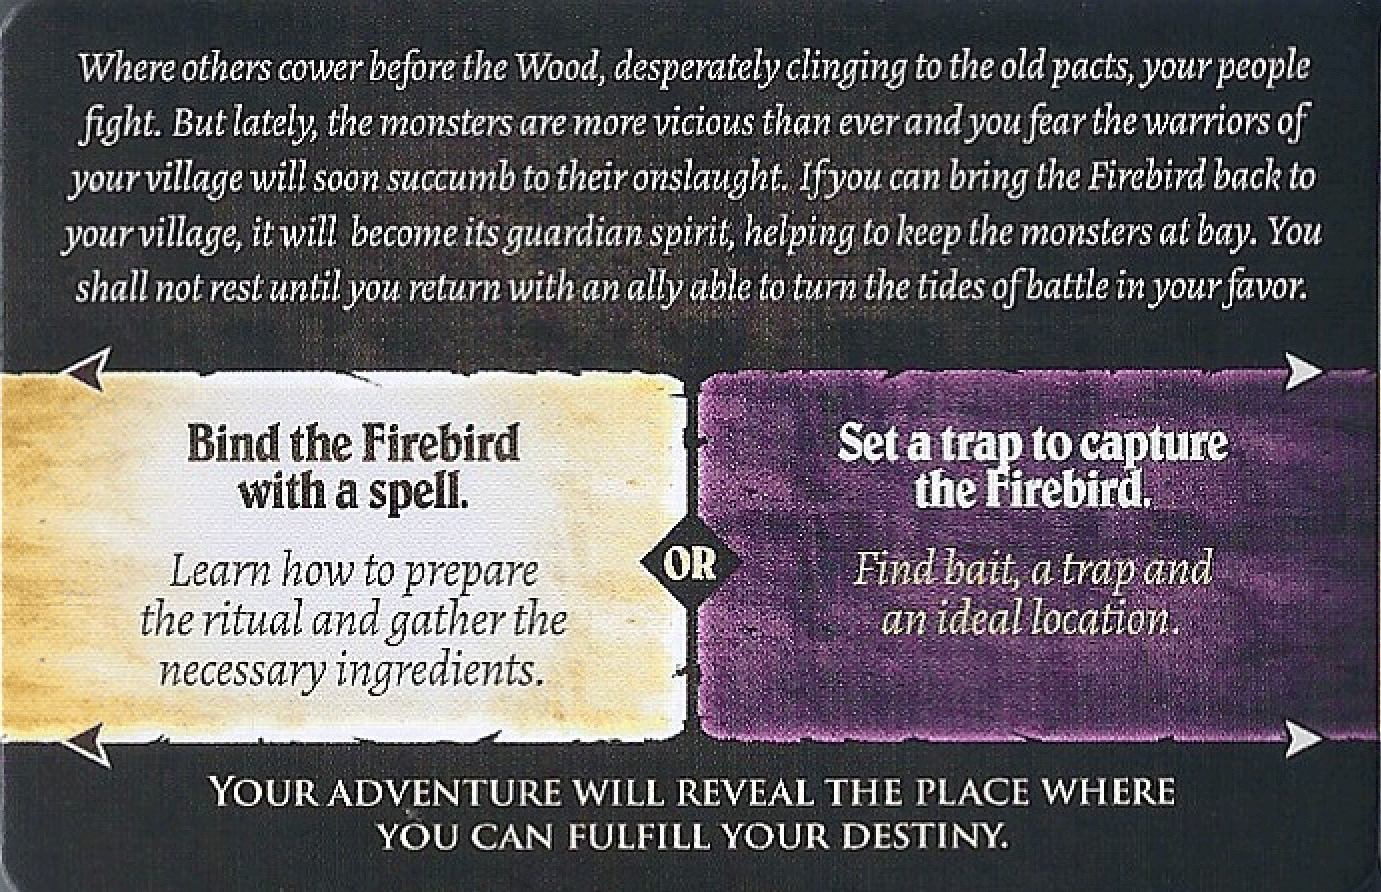 Where others cower before the Wood, desperately clinging to the old pacts, your people
fight. But lately, the monsters are more vicious than ever and you fear the warriors of
your village will soon succumb to their onslaught. If you can bring the Firebird back to
your village, it will become its guardian spirit, helping to keep the monsters at bay. You
shall not rest until you return with an ally able to turn the tides of battle in your favor.
Bind the Firebird
with a spell.
Learn how to prepare
the ritual and gather the
necessary ingredients.
OR
Set a trap to capture
the Firebird.
Find bait, a trap and
an ideal location.
YOUR ADVENTURE WILL REVEAL THE PLACE WHERE
YOU CAN FULFILL YOUR DESTINY.